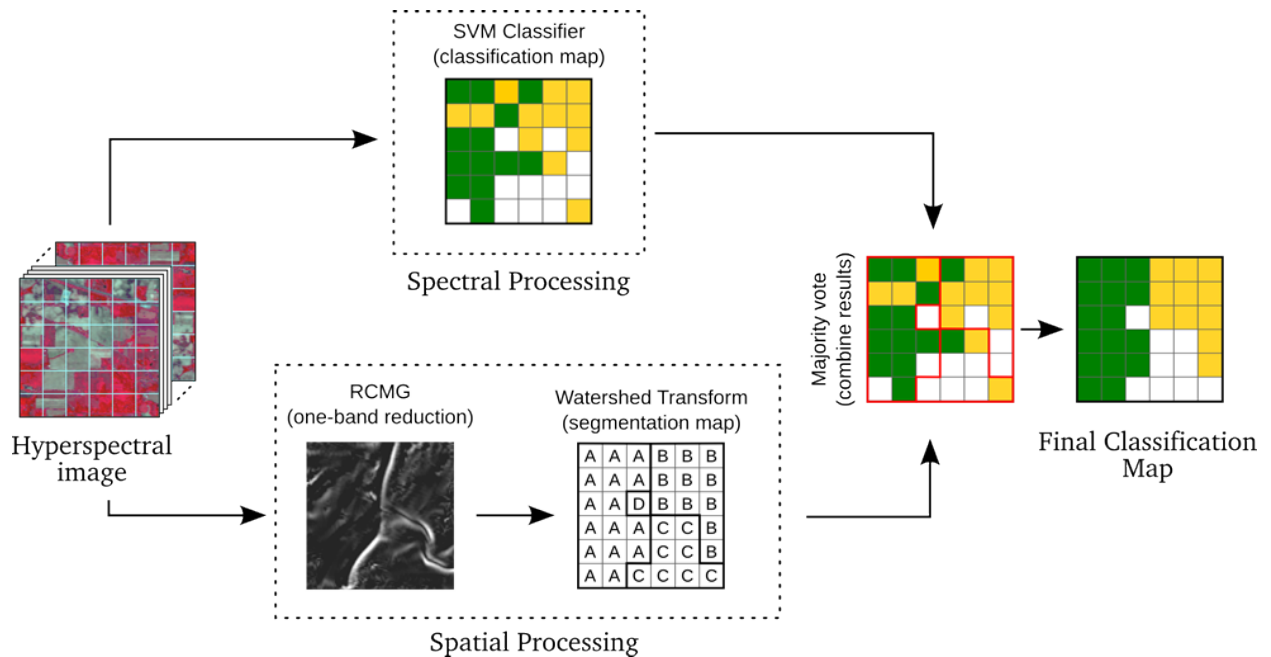 SVM Classifier
(classification map)
Spectral Processing
Hyperspectral
image
RCMG
(one-band reduction)
Watershed Transform
(segmentation map)
A A A B B B
A A A B B B
A A D B B B
A A A C C B
A A A C C B
A A C C C C
Spatial Processing
Majority vote
(combine results)
Final Classification
Map